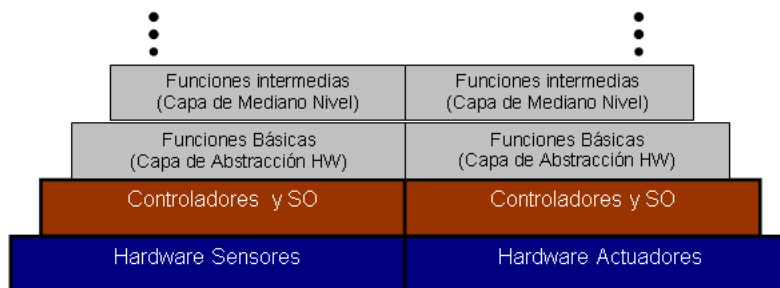 Funciones intermedias
(Capa de Mediano Nivel)
Funciones intermedias
(Capa de Mediano Nivel)
Funciones Básicas
(Capa de Abstracción HW)
Funciones Básicas
(Capa de Abstracción HW)
Controladores y SO
Controladores y SO
Hardware Sensores
Hardware Actuadores